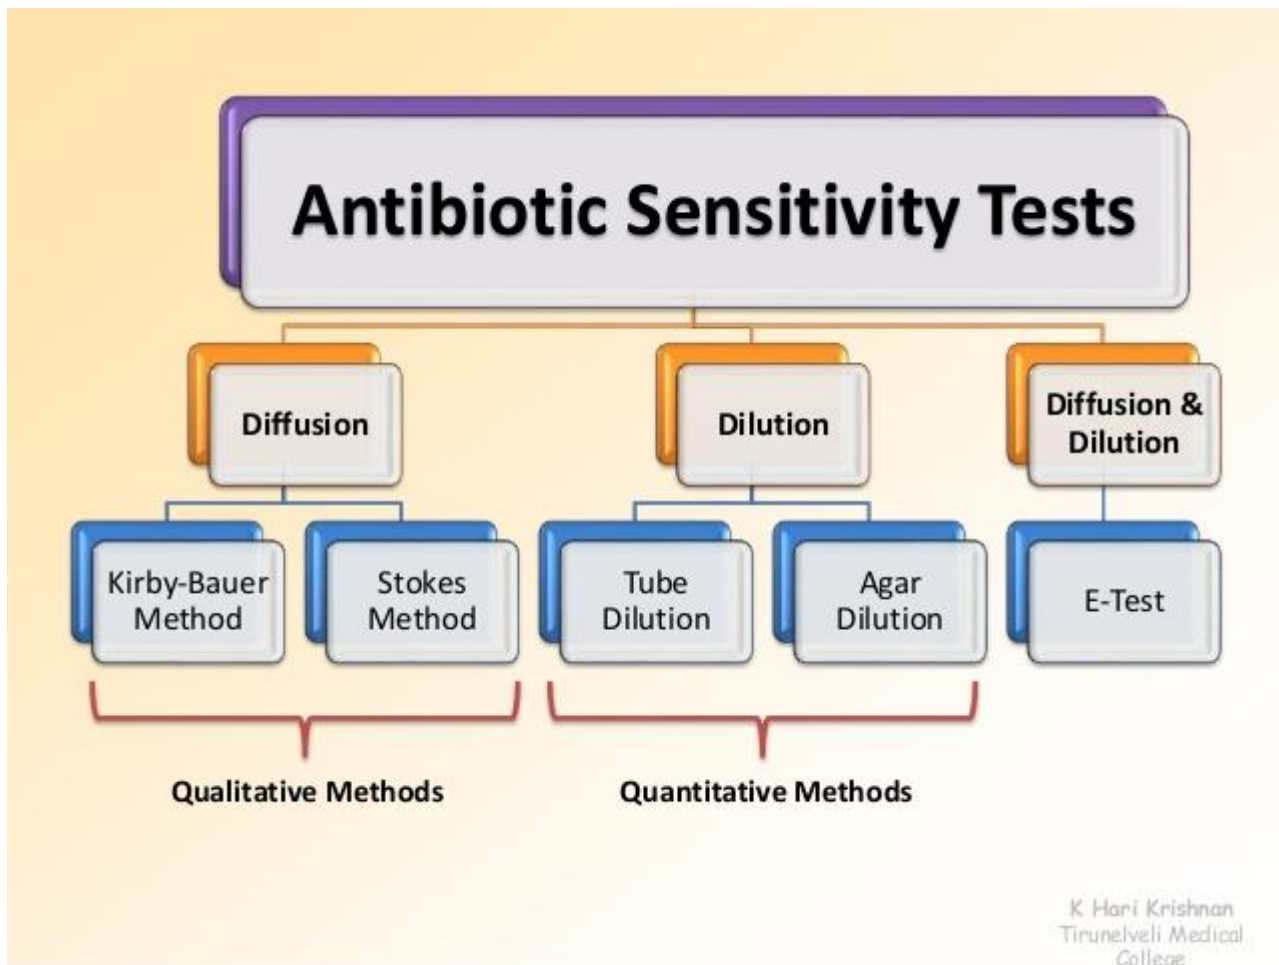 Antibiotic Sensitivity Tests
Diffusion
Dilution
Diffusion &
Dilution
Kirby-Bauer
Method
Stokes
Method
Tube
Dilution
Agar
Dilution
E-Test
Qualitative Methods
Quantitative Methods
K Hari Krishnan
Tirunelveli Medical
College